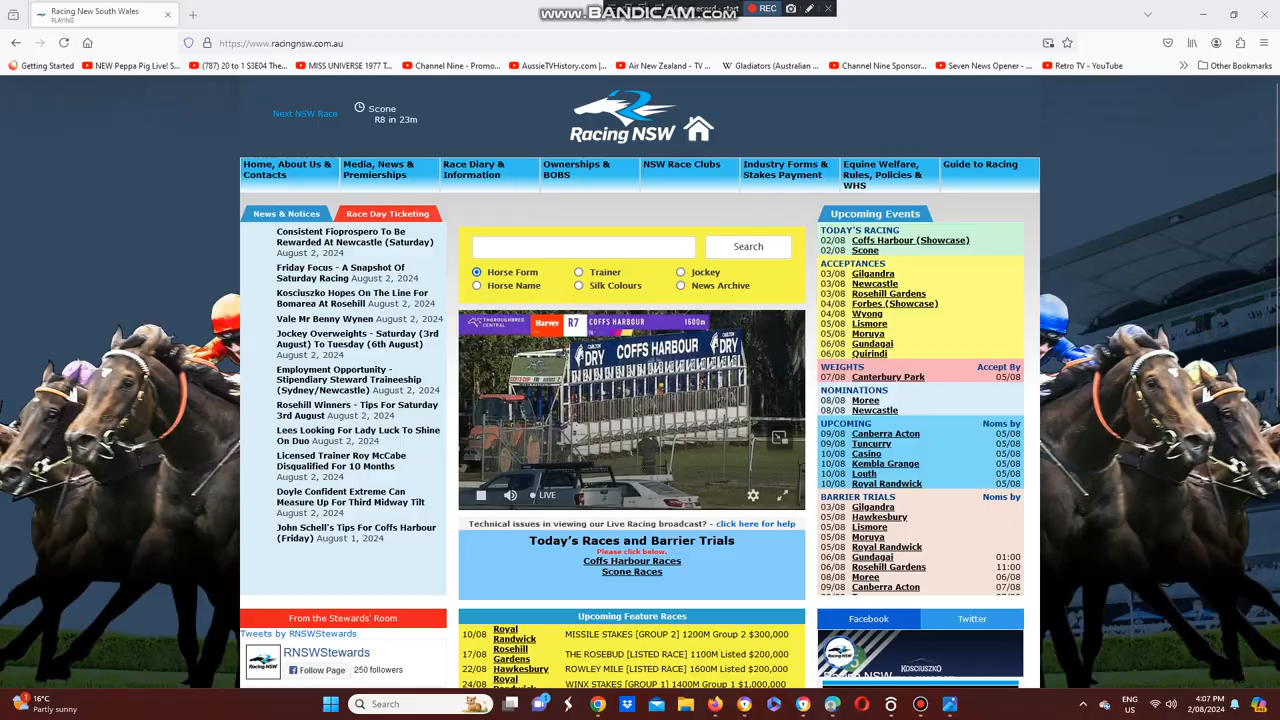 Racing New South Wales
PLAYING
www.BANDICAM.com
REC
https://www.racingnsw.com.au
Getting Started
NEW Peppa Pig Live! S...
(787) 20 to 1 S3E04 The...
MISS UNIVERSE 1977 T...
Channel Nine - Promo...
AussieTVHistory.com |...
Air New Zealand - TV ...
Gladiators (Australian ...
Channel Nine Sponsor...
Seven News Opener - ...
Retro TV - YouTube
Other Bookmarks
Next NSW Race
Scone
R8 in 23m
Racing NSW
Home, About Us &
Contacts
Media, News &
Premierships
Race Diary &
Information
Ownerships &
BOBS
NSW Race Clubs
Industry Forms &
Stakes Payment
Equine Welfare,
Rules, Policies &
WHS
Guide to Racing
News & Notices
Race Day Ticketing
Consistent Fioprospero To Be
Rewarded At Newcastle (Saturday)
August 2, 2024
Friday Focus - A Snapshot Of
Saturday Racing August 2, 2024
Kosciuszko Hopes On The Line For
Bomarea At Rosehill August 2, 2024
Vale Mr Benny Wynen August 2, 2024
Jockey Overweights - Saturday (3rd
August) To Tuesday (6th August)
August 2, 2024
Employment Opportunity -
Stipendiary Steward Traineeship
(Sydney/Newcastle) August 2, 2024
Rosehill Winners - Tips For Saturday
3rd August August 2, 2024
Lees Looking For Lady Luck To Shine
On Duo August 2, 2024
Licensed Trainer Roy McCabe
Disqualified For 10 Months
August 2, 2024
Doyle Confident Extreme Can
Measure Up For Third Midway Tilt
August 2, 2024
John Schell's Tips For Coffs Harbour
(Friday) August 1, 2024
From the Stewards' Room
Tweets by RNSWStewards
RNSWStewards
Racing NSW
Follow Page
250 followers
Search
Horse Form
Trainer
Jockey
Horse Name
Silk Colours
News Archive
THOROUGHBRED
CENTRAL
Harvey
R7
COFFS HARBOUR
1600m
DRY
COFFS HARBOUR
DRY
LIVE
Technical issues in viewing our Live Racing broadcast? - click here for help
Today's Races and Barrier Trials
Please click below.
Coffs Harbour Races
Scone Races
Upcoming Feature Races
10/08 Royal Randwick MISSILE STAKES [GROUP 2] 1200M Group 2 $300,000
17/08 Rosehill Gardens THE ROSEBUD [LISTED RACE] 1100M Listed $200,000
22/08 Hawkesbury ROWLEY MILE [LISTED RACE] 1600M Listed $200,000
24/08 Royal Randwick WINX STAKES [GROUP 1] 1400M Group 1 $1,000,000
Upcoming Events
TODAY'S RACING
02/08 Coffs Harbour (Showcase)
02/08 Scone
ACCEPTANCES
03/08 Gilgandra
03/08 Newcastle
03/08 Rosehill Gardens
04/08 Forbes (Showcase)
04/08 Wyong
05/08 Lismore
05/08 Moruya
06/08 Gundagai
06/08 Quirindi
WEIGHTS Accept By
07/08 Canterbury Park 05/08
NOMINATIONS
08/08 Moree
08/08 Newcastle
UPCOMING Noms by
09/08 Canberra Acton 05/08
09/08 Tuncurry 05/08
10/08 Casino 05/08
10/08 Kembla Grange 05/08
10/08 Louth 05/08
10/08 Royal Randwick 05/08
BARRIER TRIALS Noms by
03/08 Gilgandra
05/08 Hawkesbury
05/08 Lismore
05/08 Moruya
05/08 Royal Randwick
06/08 Gundagai 01:00
06/08 Rosehill Gardens 11:00
08/08 Moree 06/08
09/08 Canberra Acton 07/08
Facebook
Twitter
Racing NSW
KOSCIUSZKO
16°C
Partly sunny
Search
ENG
US
4:07 PM
2/08/2024